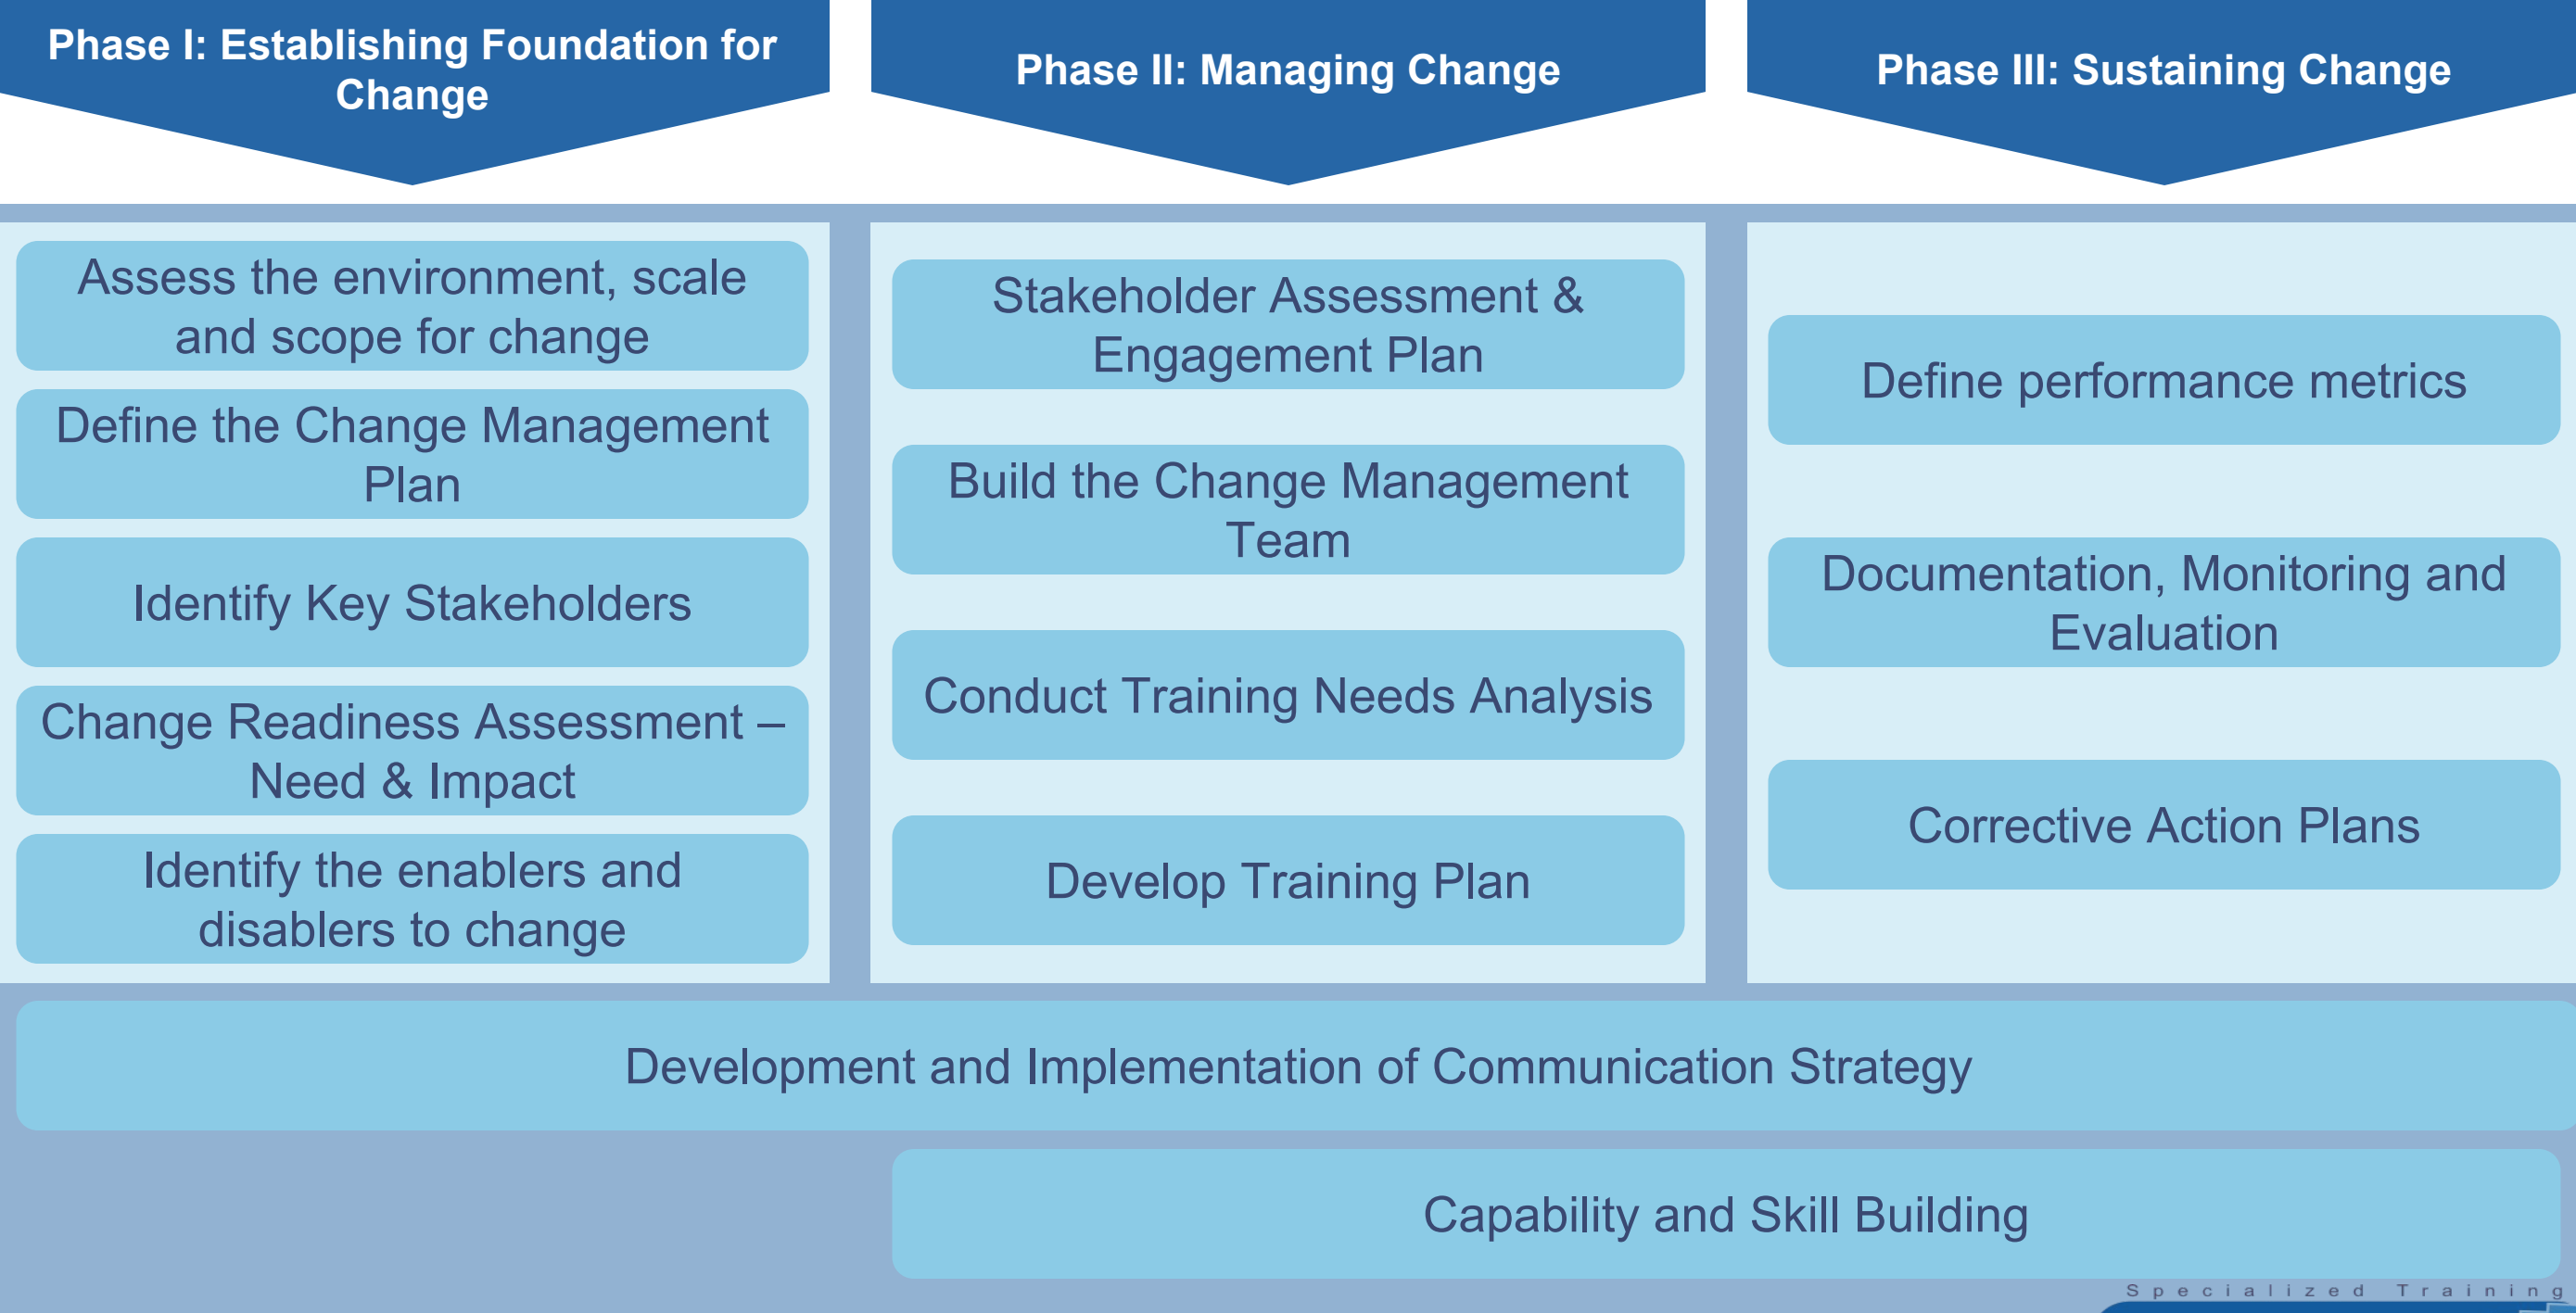 Phase I: Establishing Foundation for
Change
Phase II: Managing Change
Phase III: Sustaining Change
Assess the environment, scale
and scope for change
Define the Change Management
Plan
Identify Key Stakeholders
Change Readiness Assessment –
Need & Impact
Identify the enablers and
disablers to change
Stakeholder Assessment &
Engagement Plan
Build the Change Management
Team
Conduct Training Needs Analysis
Develop Training Plan
Define performance metrics
Documentation, Monitoring and
Evaluation
Corrective Action Plans
Development and Implementation of Communication Strategy
Capability and Skill Building
Specialized Training